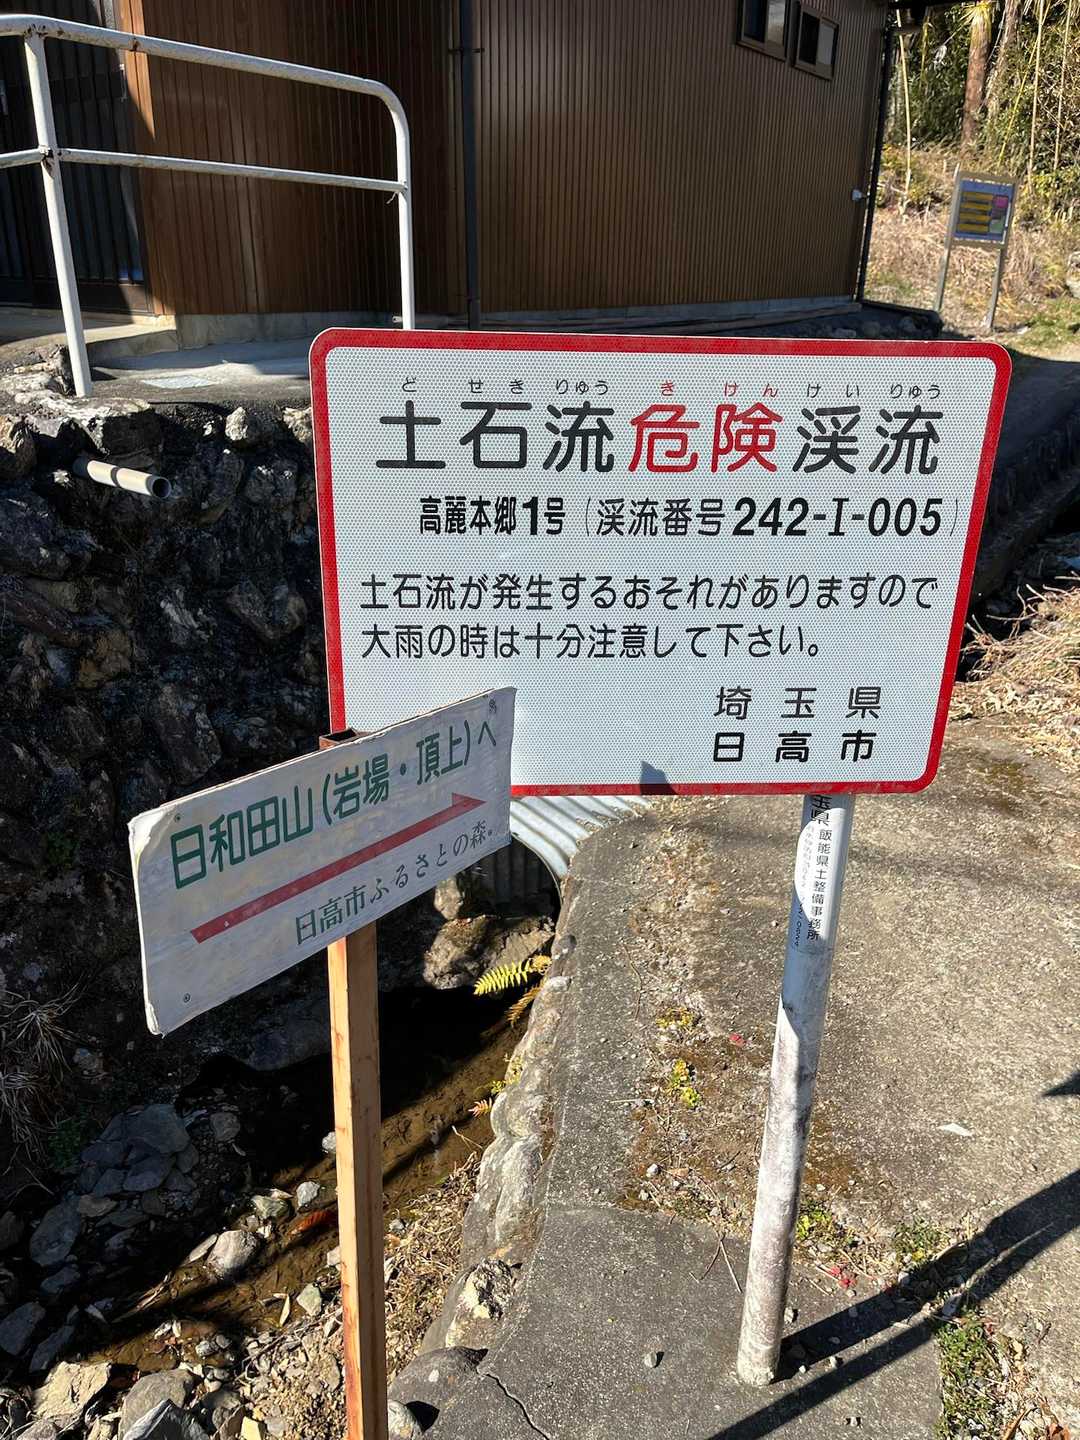 どせきりゅうきけんけいりゅう
土石流危険渓流
高麗本郷1号(渓流番号242-I-005)
土石流が発生するおそれがありますので
大雨の時は十分注意して下さい。
埼玉県
日高市
日和田山(岩場・頂上)へ
日高市ふるさとの森。
玉県飯能県土整備事務所